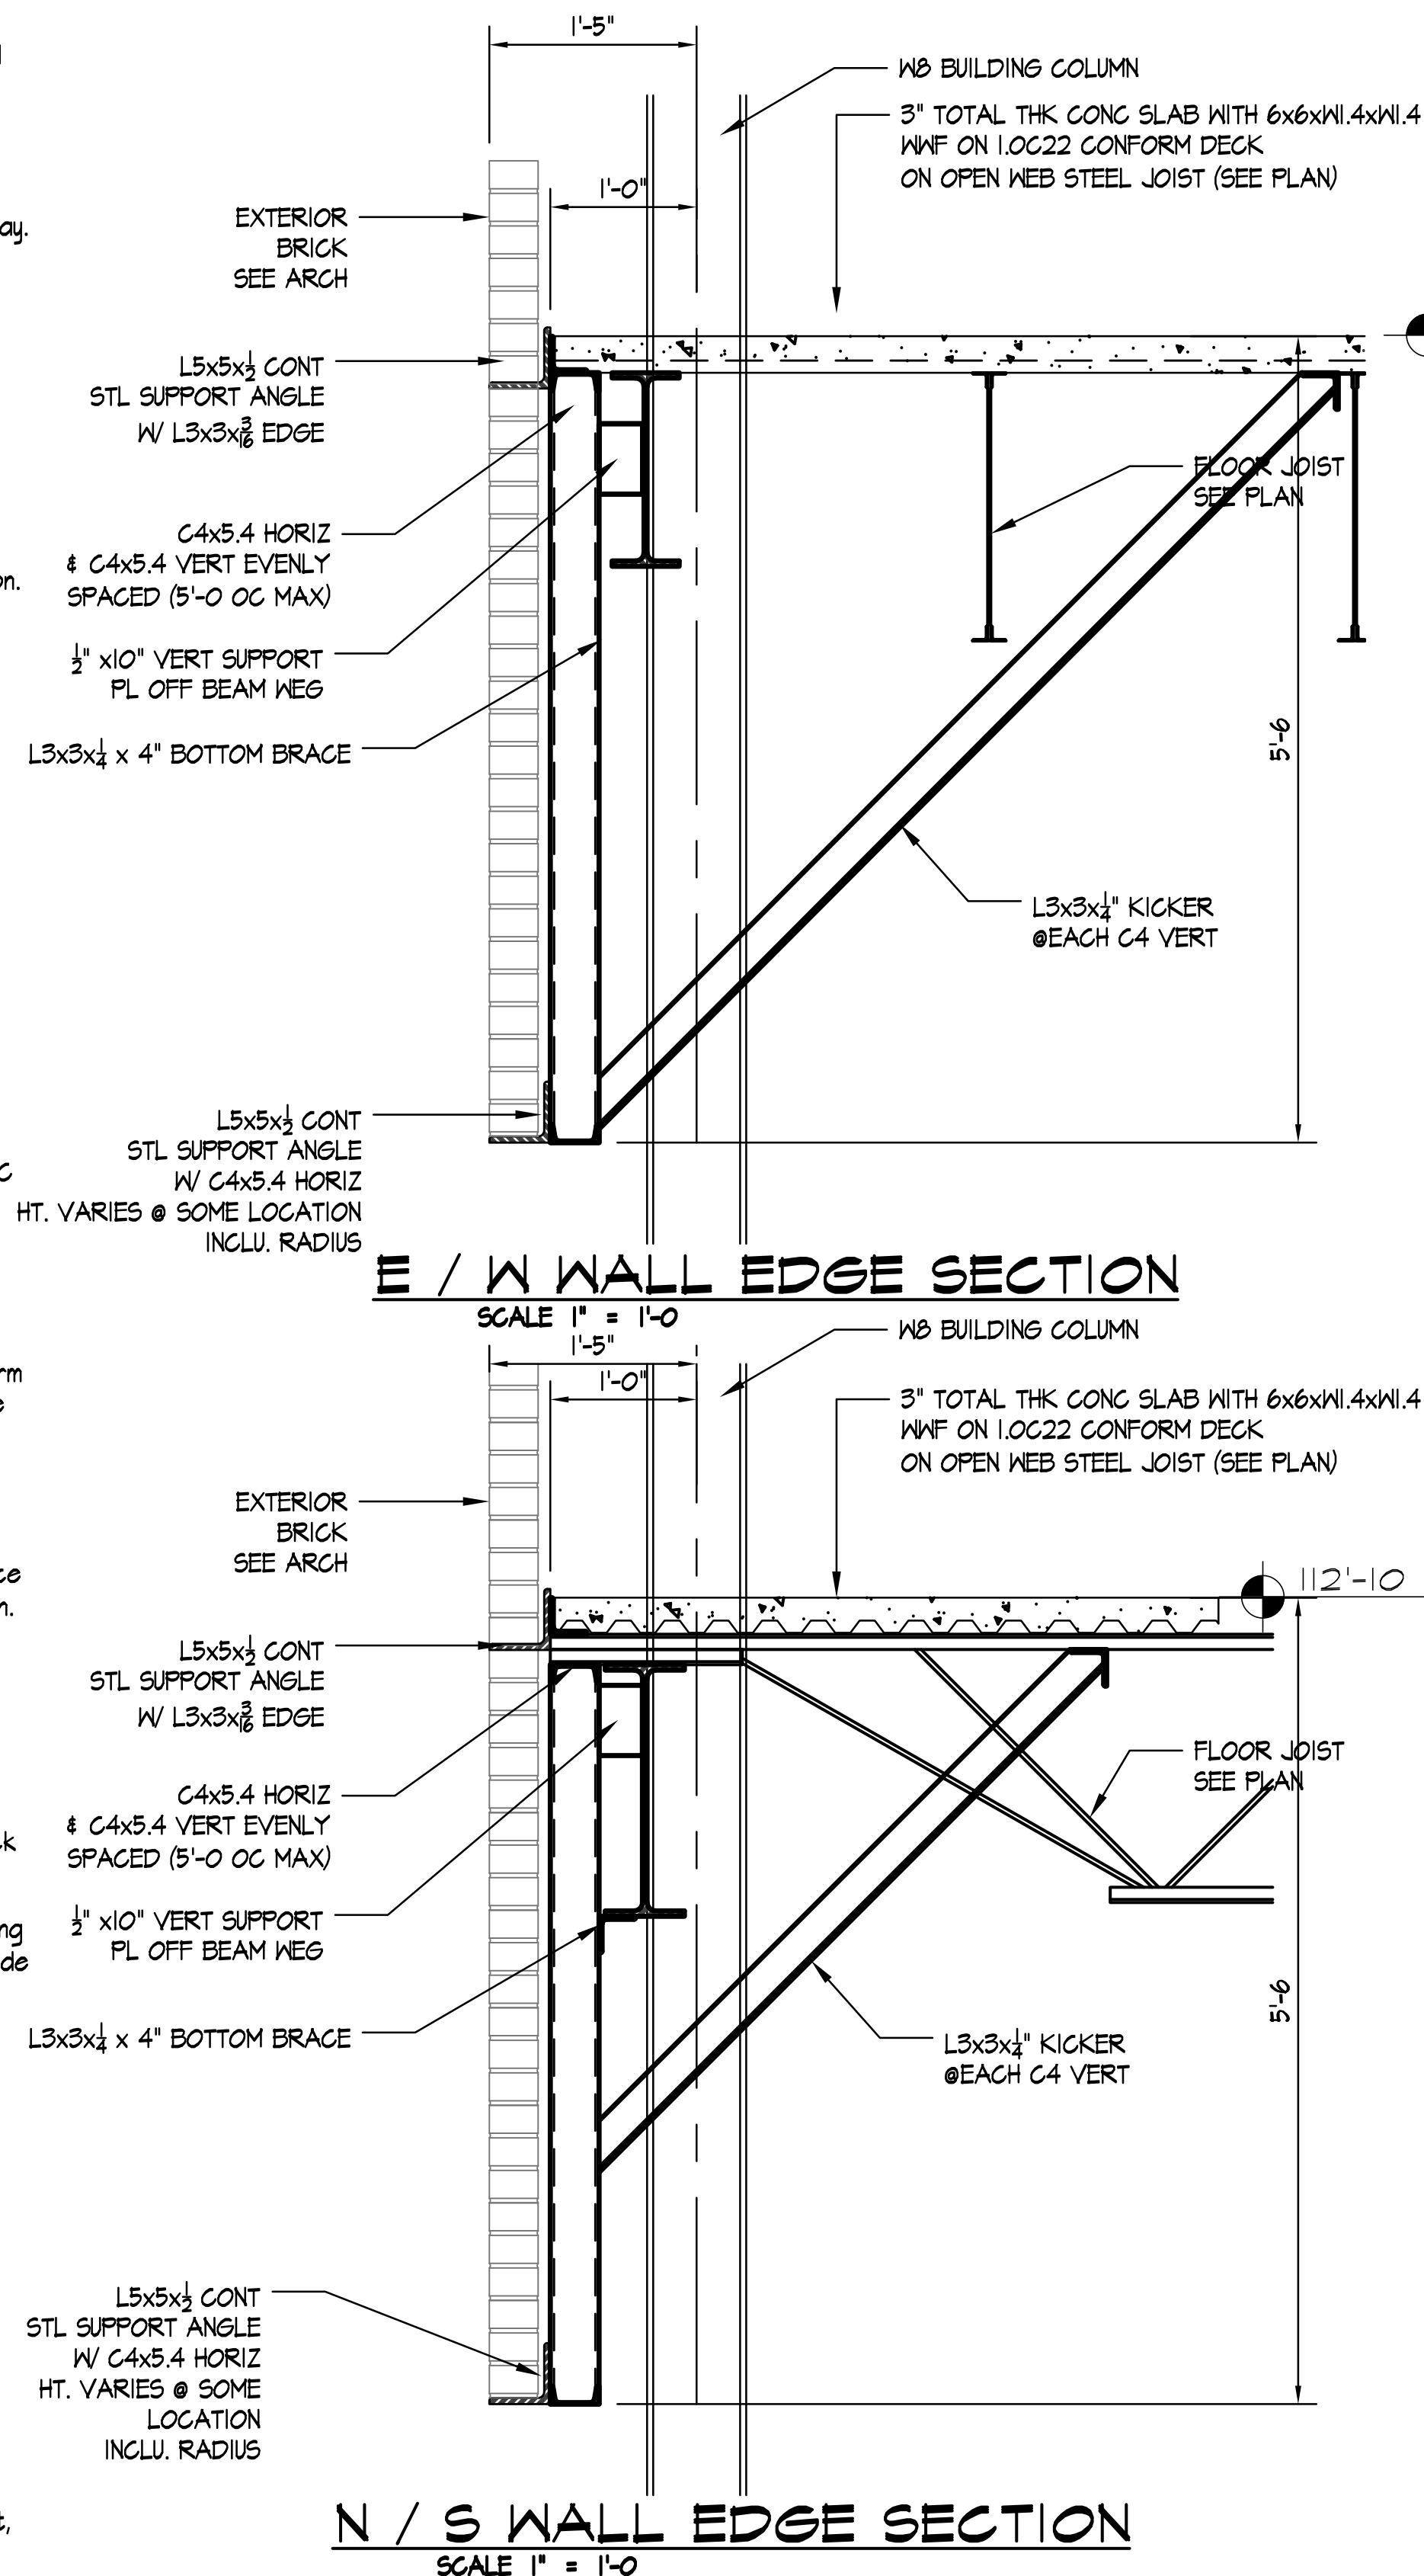 1'-5"
W8 BUILDING COLUMN
3" TOTAL THK CONC SLAB WITH 6x6xW1.4xW1.4
WWF ON 1.0C22 CONFORM DECK
ON OPEN WEB STEEL JOIST (SEE PLAN)
1'-0"
EXTERIOR
BRICK
SEE ARCH
ay.
L5x5x1/2 CONT
STL SUPPORT ANGLE
W/ L3x3x3/16 EDGE
FLOOR JOIST
SEE PLAN
C4x5.4 HORIZ
& C4x5.4 VERT EVENLY
SPACED (5'-0 OC MAX)
on.
1/2" x10" VERT SUPPORT
PL OFF BEAM WEG
L3x3x1/4 x 4" BOTTOM BRACE
5'-6
L3x3x1/4" KICKER
@EACH C4 VERT
L5x5x1/2 CONT
STL SUPPORT ANGLE
W/ C4x5.4 HORIZ
HT. VARIES @ SOME LOCATION
INCLU. RADIUS
C
E / W WALL EDGE SECTION
SCALE 1" = 1'-0
1'-5"
W8 BUILDING COLUMN
1'-0"
rm
e
3" TOTAL THK CONC SLAB WITH 6x6xW1.4xW1.4
WWF ON 1.0C22 CONFORM DECK
ON OPEN WEB STEEL JOIST (SEE PLAN)
EXTERIOR
BRICK
SEE ARCH
ce
n.
112'-10
L5x5x1/2 CONT
STL SUPPORT ANGLE
W/ L3x3x3/16 EDGE
FLOOR JOIST
SEE PLAN
C4x5.4 HORIZ
& C4x5.4 VERT EVENLY
SPACED (5'-0 OC MAX)
ck
1/2" x10" VERT SUPPORT
PL OFF BEAM WEG
ng
de
L3x3x1/4 x 4" BOTTOM BRACE
5'-6
L3x3x1/4" KICKER
@EACH C4 VERT
L5x5x1/2 CONT
STL SUPPORT ANGLE
W/ C4x5.4 HORIZ
HT. VARIES @ SOME
LOCATION
INCLU. RADIUS
N / S WALL EDGE SECTION
SCALE 1" = 1'-0